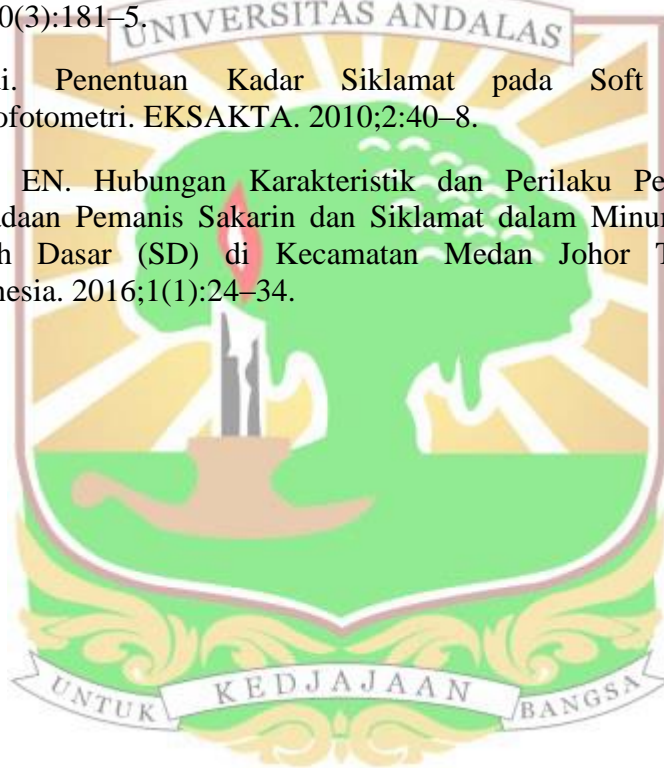 0(3):181–5.
UNIVERSITAS ANDALAS
di. Penentuan Kadar Siklamat pada Soft
ofotometri. EKSAKTA. 2010;2:40–8.
EN. Hubungan Karakteristik dan Perilaku Pe
adaan Pemanis Sakarin dan Siklamat dalam Minu
h Dasar (SD) di Kecamatan Medan Johor T
nesia. 2016;1(1):24–34.
UNTUK KEDJAJAAN BANGSA